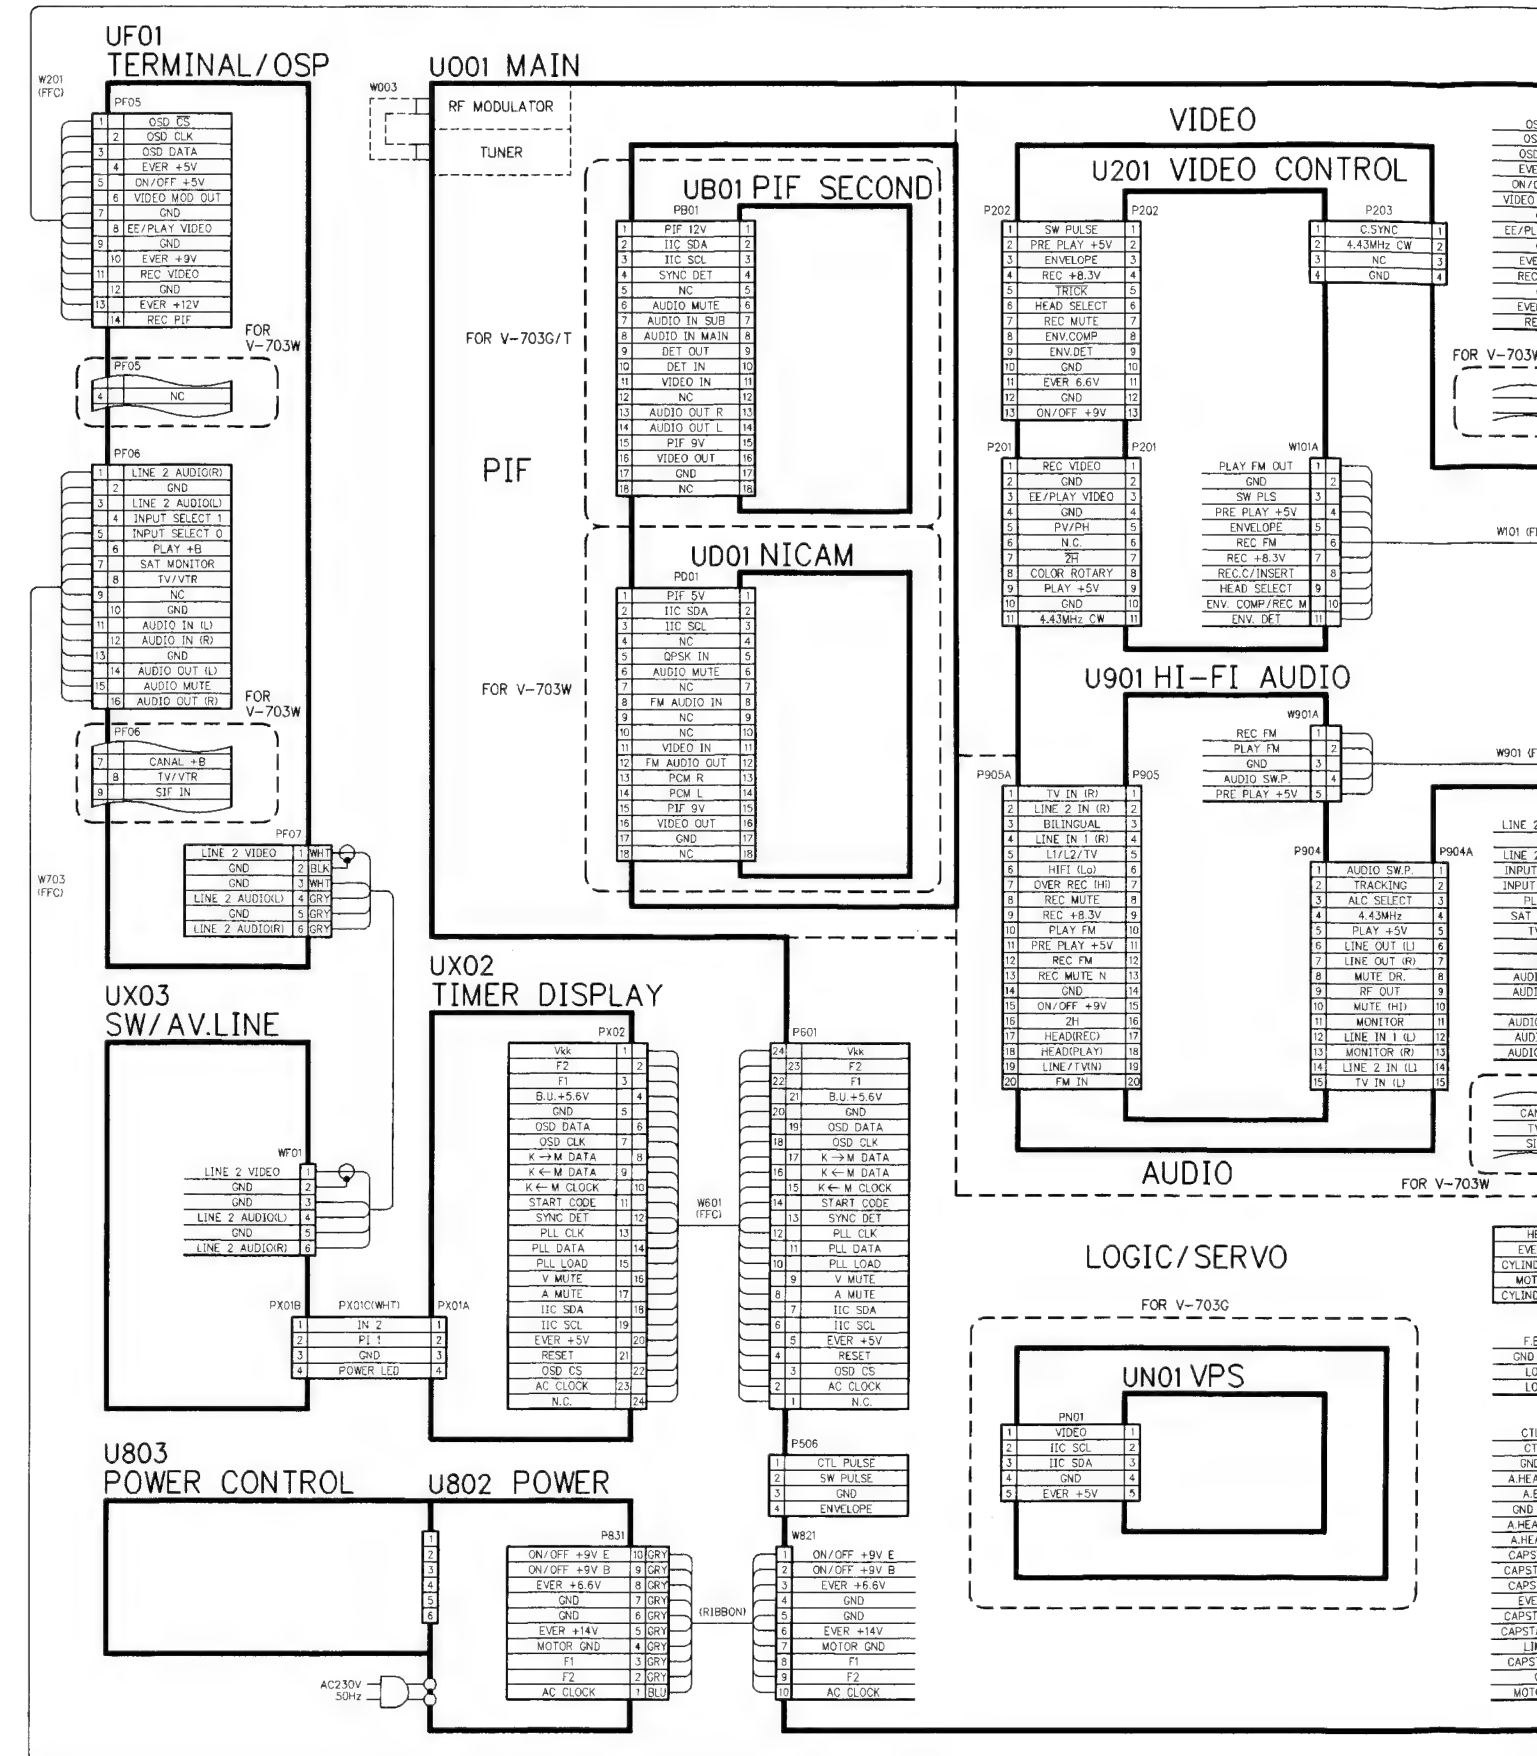 UF01
TERMINAL/OSP
W201
(FFC)
PF05
1 OSD CS
2 OSD CLK
3 OSD DATA
4 EVER +5V
5 ON/OFF +5V
6 VIDEO MOD OUT
7 GND
8 EE/PLAY VIDEO
9 GND
10 EVER +9V
11 REC VIDEO
12 GND
13 EVER +12V
14 REC PIF
FOR
V-703W
PF05
4 NC
PF06
1 LINE 2 AUDIO(R)
2 GND
3 LINE 2 AUDIO(L)
4 INPUT SELECT 1
5 INPUT SELECT 0
6 PLAY +B
7 SAT MONITOR
8 TV/VTR
9 NC
10 GND
11 AUDIO IN (L)
12 AUDIO IN (R)
13 GND
14 AUDIO OUT (L)
15 AUDIO MUTE
16 AUDIO OUT (R)
FOR
V-703W
PF06
7 CANAL +B
8 TV/VTR
9 SIF IN
PF07
LINE 2 VIDEO 1 WHT
GND 2 BLK
GND 3 WHT
LINE 2 AUDIO(L) 4 GRY
GND 5 GRY
LINE 2 AUDIO(R) 6 GRY
W703
(FFC)
UX03
SW/AV.LINE
WF01
LINE 2 VIDEO 1
GND 2
GND 3
LINE 2 AUDIO(L) 4
GND 5
LINE 2 AUDIO(R) 6
PX01B PX01C(WHT) PX01A
1 IN 2 1
2 PI 1 2
3 GND 3
4 POWER LED 4
U803
POWER CONTROL
1
2
3
4
5
6
AC230V
50Hz
U802 POWER
P831
ON/OFF +9V E 10 GRY
ON/OFF +9V B 9 GRY
EVER +6.6V 8 GRY
GND 7 GRY
GND 6 GRY
EVER +14V 5 GRY
MOTOR GND 4 GRY
F1 3 GRY
F2 2 GRY
AC CLOCK 1 BLU
(RIBBON)
U001 MAIN
W003
RF MODULATOR
TUNER
PIF
FOR V-703G/T
UB01 PIF SECOND
PB01
1 PIF 12V 1
2 IIC SDA 2
3 IIC SCL 3
4 SYNC DET 4
5 NC 5
6 AUDIO MUTE 6
7 AUDIO IN SUB 7
8 AUDIO IN MAIN 8
9 DET OUT 9
10 DET IN 10
11 VIDEO IN 11
12 NC 12
13 AUDIO OUT R 13
14 AUDIO OUT L 14
15 PIF 9V 15
16 VIDEO OUT 16
17 GND 17
18 NC 18
FOR V-703W
UD01 NICAM
PD01
1 PIF 5V 1
2 IIC SDA 2
3 IIC SCL 3
4 NC 4
5 QPSK IN 5
6 AUDIO MUTE 6
7 NC 7
8 FM AUDIO IN 8
9 NC 9
10 NC 10
11 VIDEO IN 11
12 FM AUDIO OUT 12
13 PCM R 13
14 PCM L 14
15 PIF 9V 15
16 VIDEO OUT 16
17 GND 17
18 NC 18
UX02
TIMER DISPLAY
PX02
Vkk 1
F2 2
F1 3
B.U.+5.6V 4
GND 5
OSD DATA 6
OSD CLK 7
K→M DATA 8
K←M DATA 9
K←M CLOCK 10
START CODE 11
SYNC DET 12
PLL CLK 13
PLL DATA 14
PLL LOAD 15
V MUTE 16
A MUTE 17
IIC SDA 18
IIC SCL 19
EVER +5V 20
RESET 21
OSD CS 22
AC CLOCK 23
N.C. 24
W601
(FFC)
P601
24 Vkk
23 F2
22 F1
21 B.U.+5.6V
20 GND
19 OSD DATA
18 OSD CLK
17 K→M DATA
16 K←M DATA
15 K←M CLOCK
14 START CODE
13 SYNC DET
12 PLL CLK
11 PLL DATA
10 PLL LOAD
9 V MUTE
8 A MUTE
7 IIC SDA
6 IIC SCL
5 EVER +5V
4 RESET
3 OSD CS
2 AC CLOCK
1 N.C.
P506
1 CTL PULSE
2 SW PULSE
3 GND
4 ENVELOPE
W821
1 ON/OFF +9V E
2 ON/OFF +9V B
3 EVER +6.6V
4 GND
5 GND
6 EVER +14V
7 MOTOR GND
8 F1
9 F2
10 AC CLOCK
VIDEO
U201 VIDEO CONTROL
P202 P202
1 SW PULSE 1
2 PRE PLAY +5V 2
3 ENVELOPE 3
4 REC +8.3V 4
5 TRICK 5
6 HEAD SELECT 6
7 REC MUTE 7
8 ENV.COMP 8
9 ENV.DET 9
10 GND 10
11 EVER 6.6V 11
12 GND 12
13 ON/OFF +9V 13
P203
1 C.SYNC 1
2 4.43MHz CW 2
3 NC 3
4 GND 4
P201 P201
1 REC VIDEO 1
2 GND 2
3 EE/PLAY VIDEO 3
4 GND 4
5 PV/PH 5
6 N.C. 6
7 2H 7
8 COLOR ROTARY 8
9 PLAY +5V 9
10 GND 10
11 4.43MHz CW 11
W101A
PLAY FM OUT 1
GND 2
SW PLS 3
PRE PLAY +5V 4
ENVELOPE 5
REC FM 6
REC +8.3V 7
REC.C/INSERT 8
HEAD SELECT 9
ENV. COMP/REC M 10
ENV. DET 11
W101 (F
U901 HI-FI AUDIO
W901A
REC FM 1
PLAY FM 2
GND 3
AUDIO SW.P. 4
PRE PLAY +5V 5
W901 (F
P905A P905
1 TV IN (R) 1
2 LINE 2 IN (R) 2
3 BILINGUAL 3
4 LINE IN 1 (R) 4
5 L1/L2/TV 5
6 HIFI (Lo) 6
7 OVER REC (Hi) 7
8 REC MUTE 8
9 REC +8.3V 9
10 PLAY FM 10
11 PRE PLAY +5V 11
12 REC FM 12
13 REC MUTE N 13
14 GND 14
15 ON/OFF +9V 15
16 2H 16
17 HEAD(REC) 17
18 HEAD(PLAY) 18
19 LINE/TV(N) 19
20 FM IN 20
P904 P904A
1 AUDIO SW.P. 1
2 TRACKING 2
3 ALC SELECT 3
4 4.43MHz 4
5 PLAY +5V 5
6 LINE OUT (L) 6
7 LINE OUT (R) 7
8 MUTE DR. 8
9 RF OUT 9
10 MUTE (HI) 10
11 MONITOR 11
12 LINE IN 1 (L) 12
13 MONITOR (R) 13
14 LINE 2 IN (L) 14
15 TV IN (L) 15
AUDIO
FOR V-703W
LOGIC/SERVO
FOR V-703G
UN01 VPS
PN01
1 VIDEO 1
2 IIC SCL 2
3 IIC SDA 3
4 GND 4
5 EVER +5V 5
VIDEO
FOR V-703W
LINE 2
LINE 2
INPUT
INPUT
SAT
GND
GND
GND